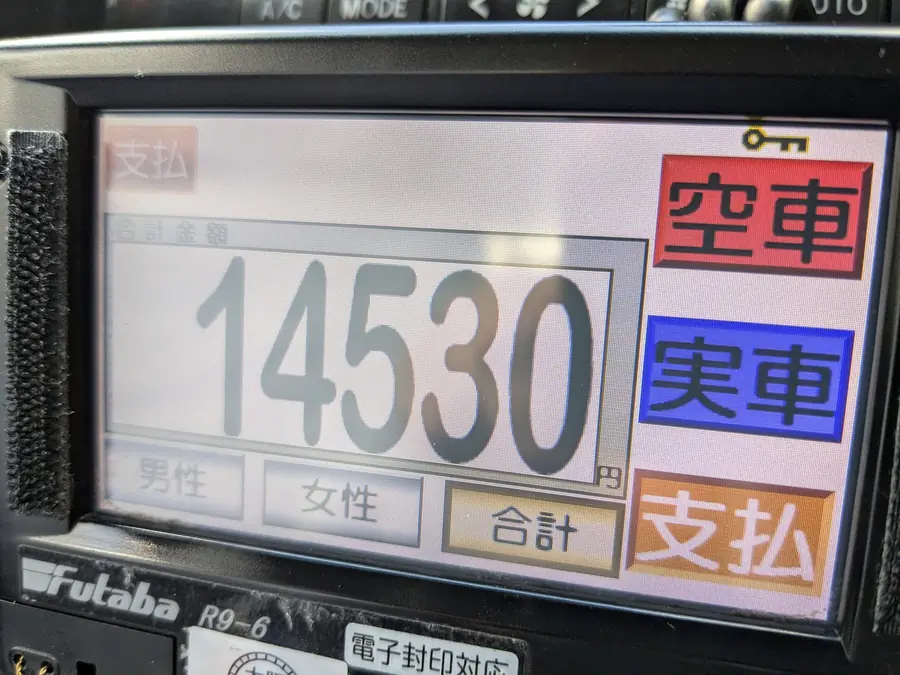 A/C
MODE
支払
空車
合計金額
14530
円
実車
男性
女性
合計
支払
Futaba
R9-6
電子封印対応